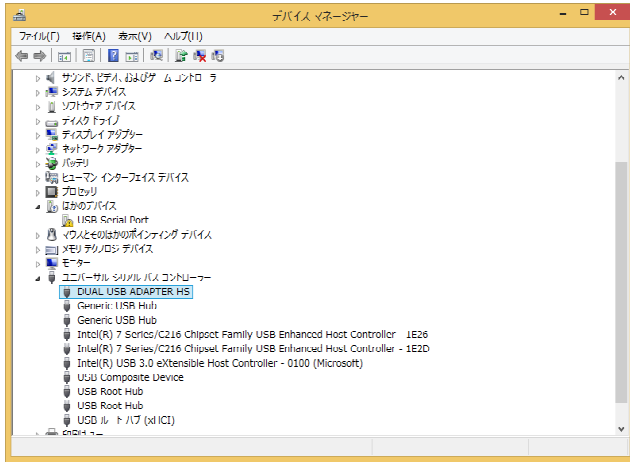 デバイス マネージャー
ファイル(F) 操作(A) 表示(V) ヘルプ(H)
サウンド、ビデオ、およびゲーム コントローラー
システム デバイス
ソフトウェア デバイス
ディスク ドライブ
ディスプレイ アダプター
ネットワーク アダプター
バッテリ
ヒューマン インターフェイス デバイス
プロセッサ
ほかのデバイス
USB Serial Port
マウスとそのほかのポインティング デバイス
メモリ テクノロジ デバイス
モニター
ユニバーサル シリアル バス コントローラー
DUAL USB ADAPTER HS
Generic USB Hub
Generic USB Hub
Intel(R) 7 Series/C216 Chipset Family USB Enhanced Host Controller - 1E26
Intel(R) 7 Series/C216 Chipset Family USB Enhanced Host Controller - 1E2D
Intel(R) USB 3.0 eXtensible Host Controller - 0100 (Microsoft)
USB Composite Device
USB Root Hub
USB Root Hub
USB ルート ハブ (xHCI)
印刷キュー